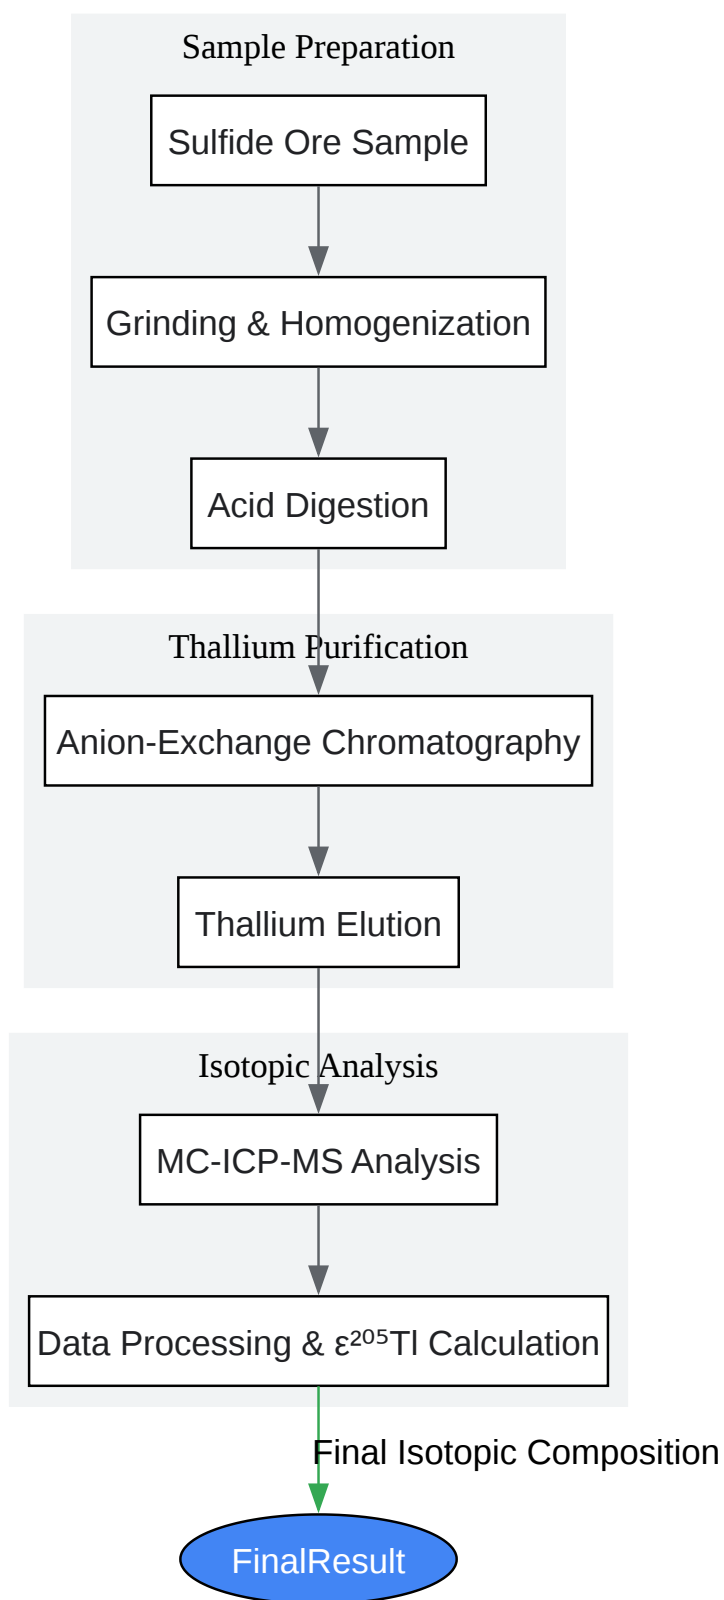 Sample Preparation
Sulfide Ore Sample
Grinding & Homogenization
Acid Digestion
Thallium Purification
Anion-Exchange Chromatography
Thallium Elution
Isotopic Analysis
MC-ICP-MS Analysis
Data Processing & ε²⁰⁵Tl Calculation
Final Isotopic Composition
FinalResult